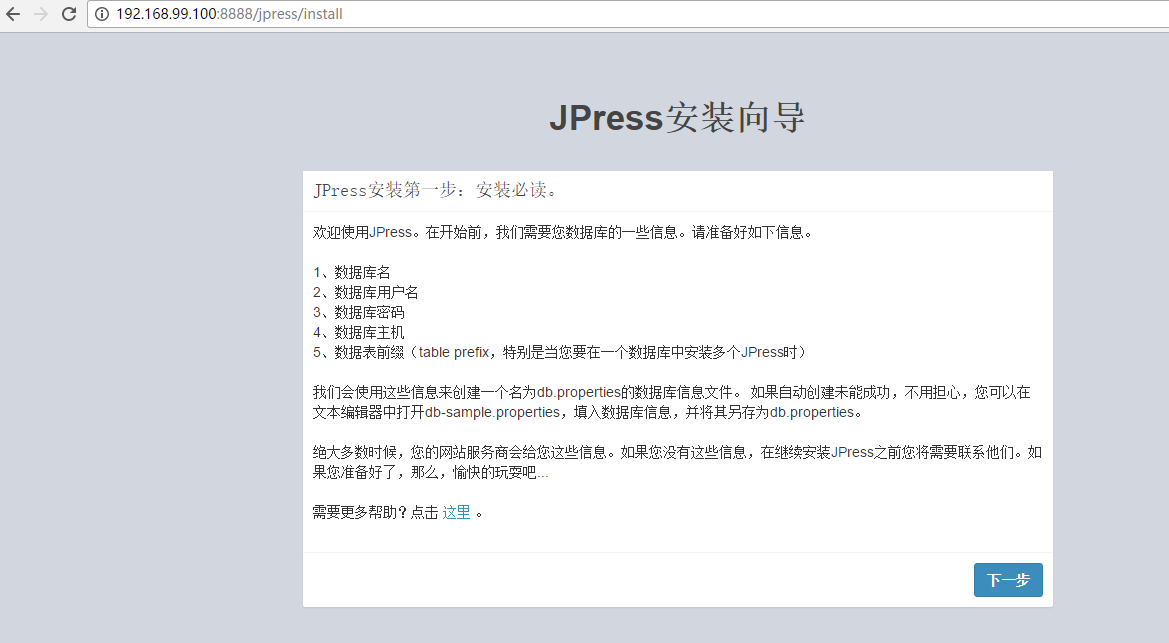 192.168.99.100:8888/jpress/install
JPress安装向导
JPress安装第一步：安装必读。
欢迎使用JPress。在开始前，我们需要您数据库的一些信息。请准备好如下信息。
1、数据库名
2、数据库用户名
3、数据库密码
4、数据库主机
5、数据表前缀（table prefix，特别是当您要在一个数据库中安装多个JPress时）
我们会使用这些信息来创建一个名为db.properties的数据库信息文件。 如果自动创建未能成功，不用担心，您可以在
文本编辑器中打开db-sample.properties，填入数据库信息，并将其另存为db.properties。
绝大多数时候，您的网站服务商会给您这些信息。如果您没有这些信息，在继续安装JPress之前您将需要联系他们。如
果您准备好了，那么，愉快的玩耍吧...
需要更多帮助？点击 这里 。
下一步